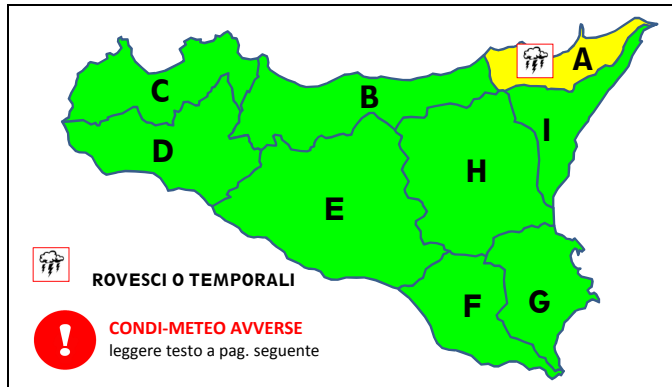 A
C
B
I
D
H
E
F
G
ROVESCI O TEMPORALI
CONDI-METEO AVVERSE
leggere testo a pag. seguente